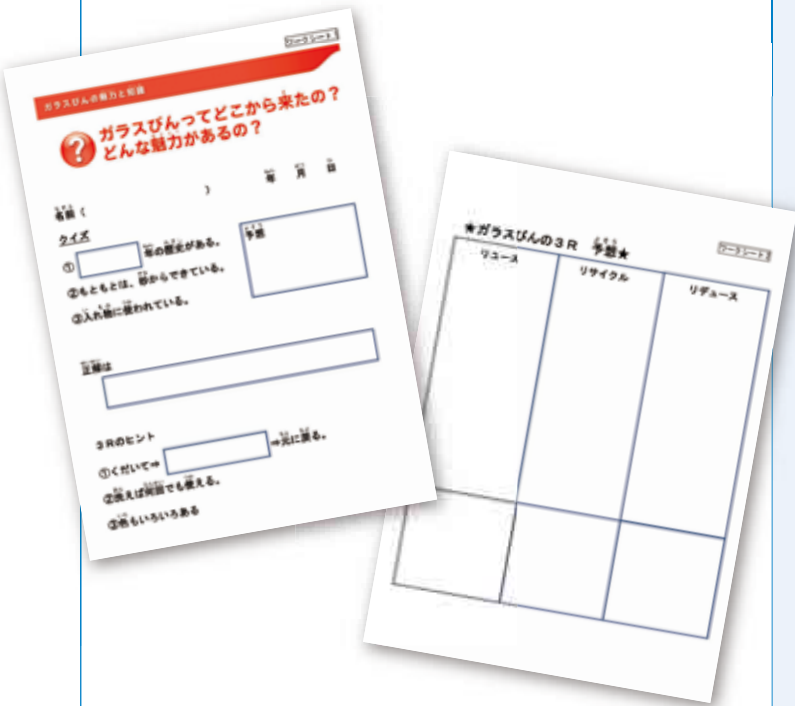 ワークシート1
ガラスびんの魅力と知識
ガラスびんってどこから来たの?
どんな魅力があるの?
年 月 日
名前( )
クイズ
① 年の歴史がある。
予想
②もともとは、砂からできている。
③入れ物に使われている。
正解は
3Rのヒント
①くだいて⇒ ⇒元に戻る。
②洗えば何回でも使える。
③色もいろいろある
ワークシート2
★ガラスびんの3R 予想★
リユース
リサイクル
リデュース